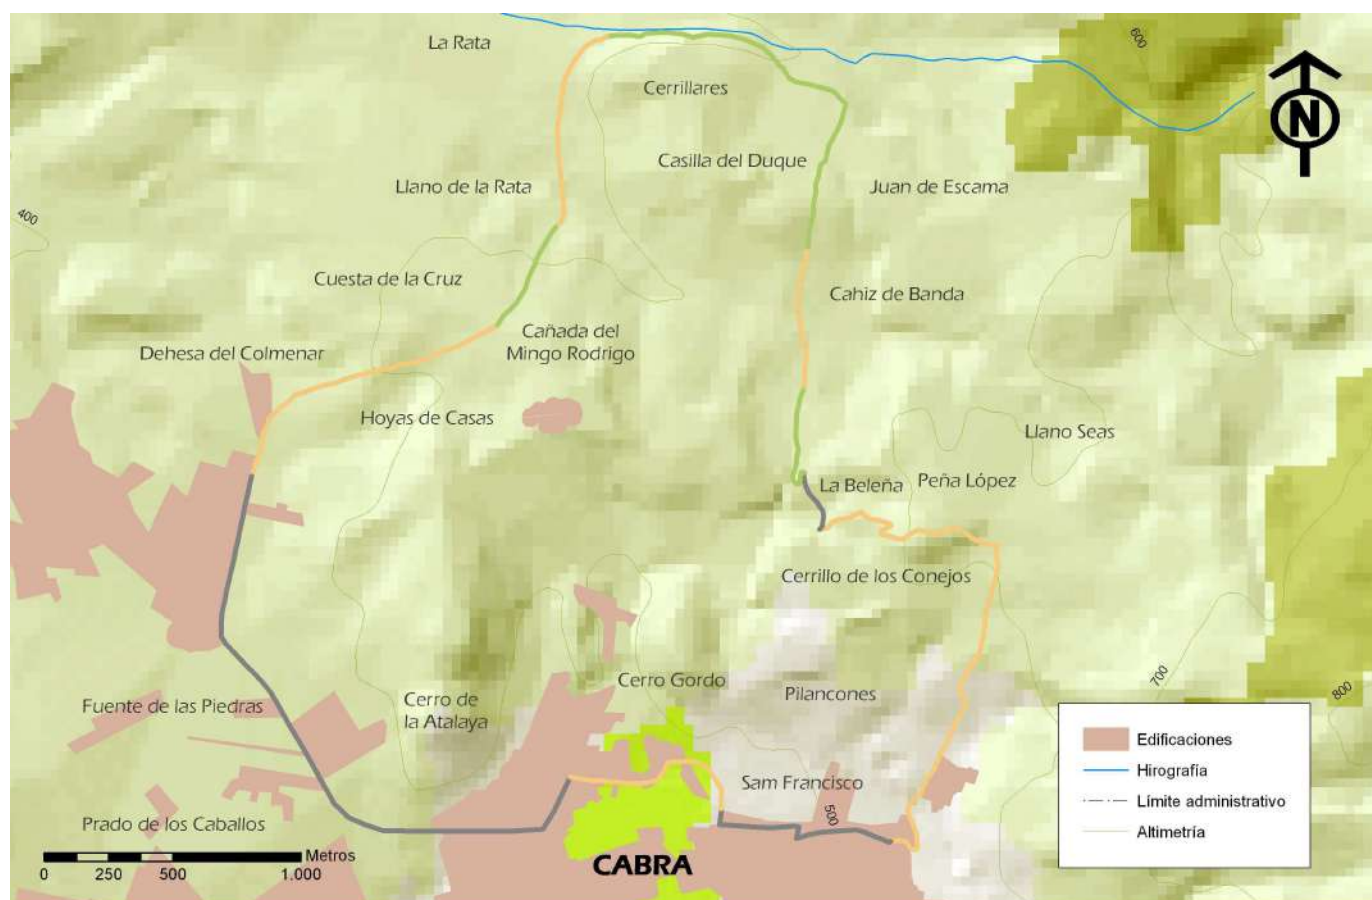 La Rata
600
Cerrillares
N
Casilla del Duque
Llano de la Rata
Juan de Escama
400
Cuesta de la Cruz
Cahiz de Banda
Cañada del
Mingo Rodrigo
Dehesa del Colmenar
Hoyas de Casas
Llano Seas
La Beleña
Peña López
Cerrillo de los Conejos
Cerro Gordo
Pilancones
700
800
Fuente de las Piedras
Cerro de
la Atalaya
Edificaciones
Hirografía
Límite administrativo
Altimetría
Sam Francisco
500
Prado de los Caballos
Metros
0 250 500 1.000
CABRA